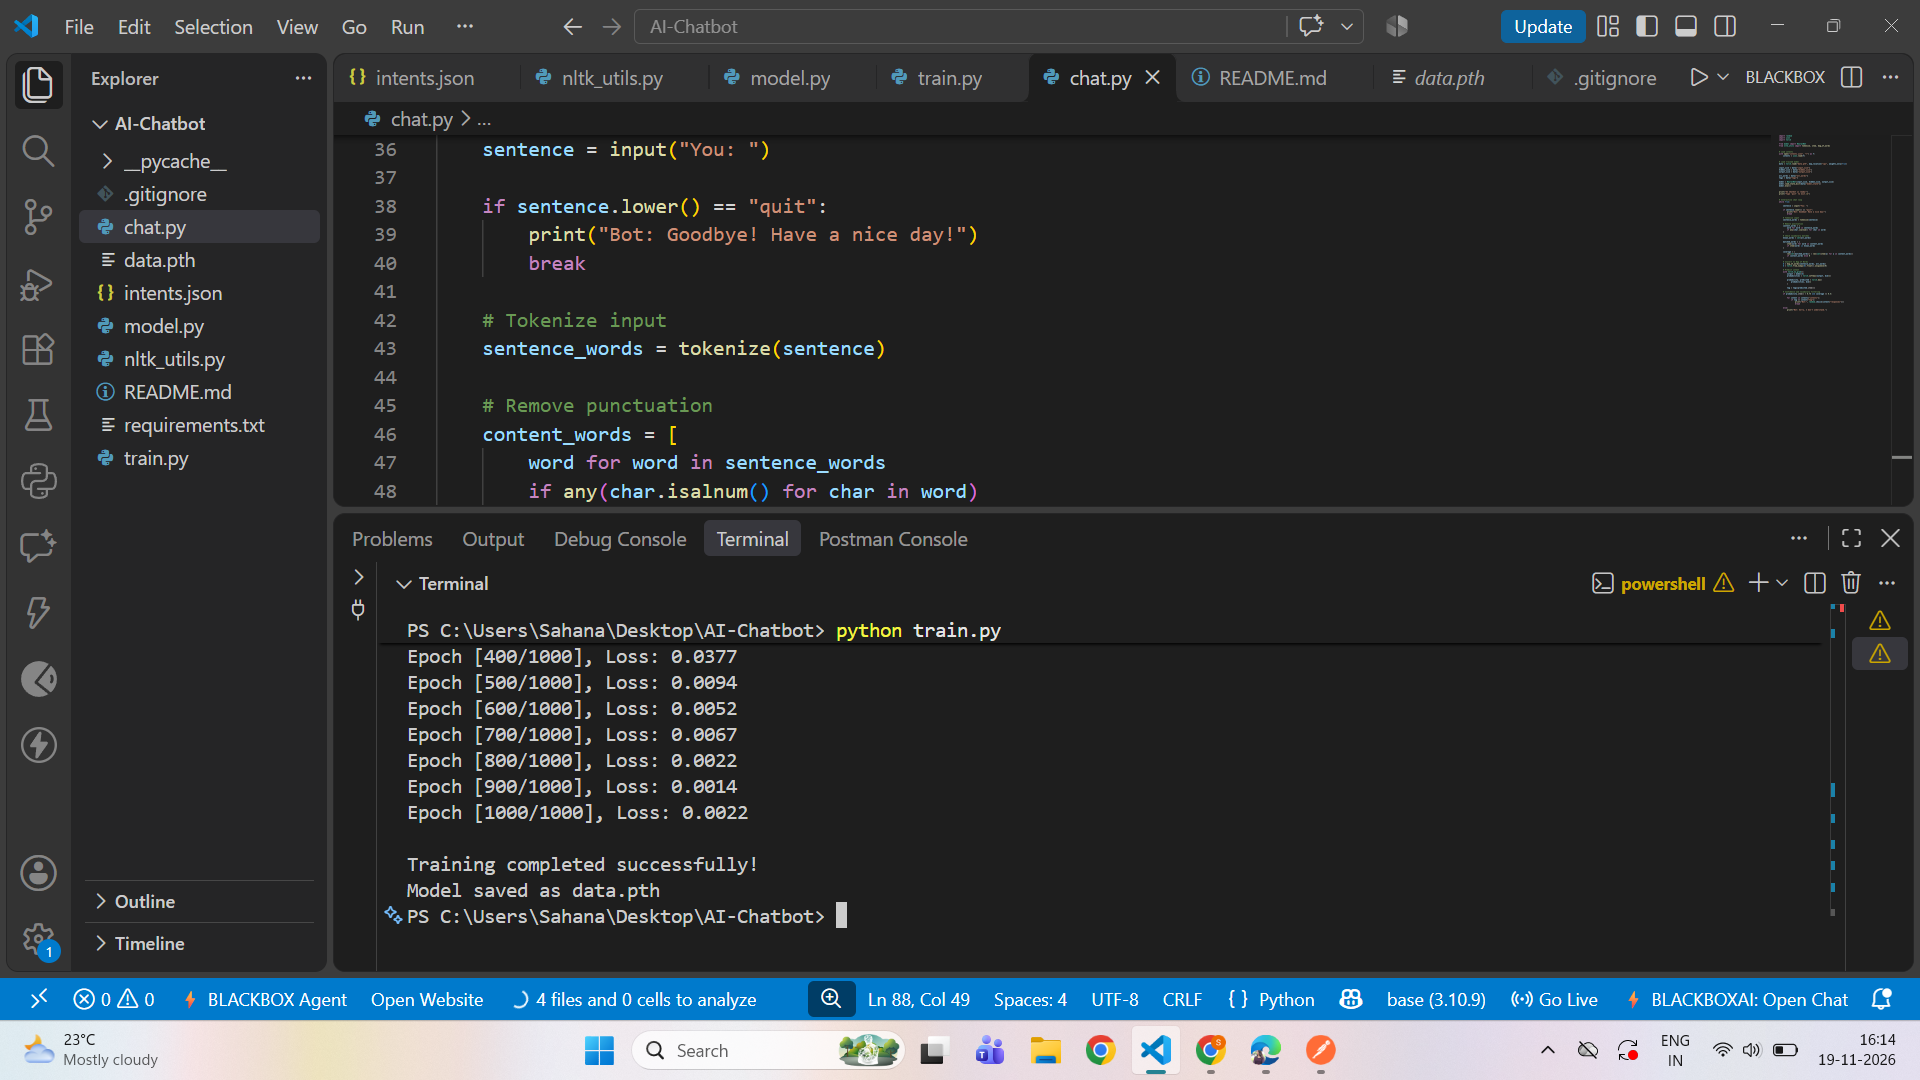 File Edit Selection View Go Run ···
AI-Chatbot
Update
Explorer
AI-Chatbot
__pycache__
.gitignore
chat.py
data.pth
intents.json
model.py
nltk_utils.py
README.md
requirements.txt
train.py
Outline
Timeline
1
intents.json nltk_utils.py model.py train.py chat.py README.md data.pth .gitignore BLACKBOX
chat.py > ...
36 sentence = input("You: ")
37
38 if sentence.lower() == "quit":
39 print("Bot: Goodbye! Have a nice day!")
40 break
41
42 # Tokenize input
43 sentence_words = tokenize(sentence)
44
45 # Remove punctuation
46 content_words = [
47 word for word in sentence_words
48 if any(char.isalnum() for char in word)
Problems Output Debug Console Terminal Postman Console
Terminal
powershell
PS C:\Users\Sahana\Desktop\AI-Chatbot> python train.py
Epoch [400/1000], Loss: 0.0377
Epoch [500/1000], Loss: 0.0094
Epoch [600/1000], Loss: 0.0052
Epoch [700/1000], Loss: 0.0067
Epoch [800/1000], Loss: 0.0022
Epoch [900/1000], Loss: 0.0014
Epoch [1000/1000], Loss: 0.0022
Training completed successfully!
Model saved as data.pth
PS C:\Users\Sahana\Desktop\AI-Chatbot>
0 0 BLACKBOX Agent Open Website 4 files and 0 cells to analyze Ln 88, Col 49 Spaces: 4 UTF-8 CRLF { } Python base (3.10.9) Go Live BLACKBOXAI: Open Chat
23°C
Mostly cloudy
Search
ENG
IN
16:14
19-11-2026